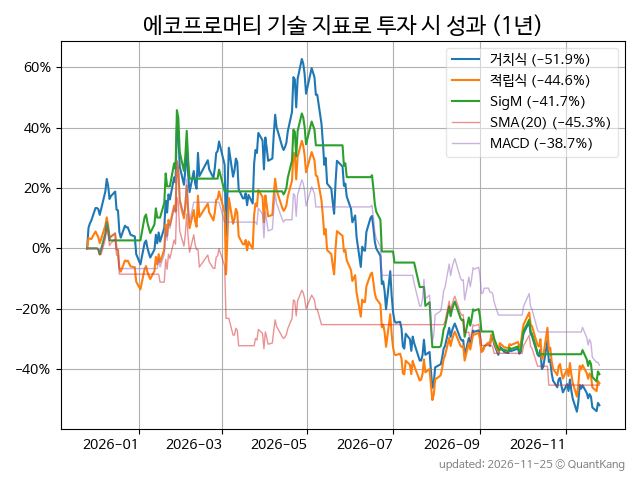 에코프로머티 기술 지표로 투자 시 성과 (1년)
거치식 (−51.9%)
적립식 (−44.6%)
SigM (−41.7%)
SMA(20) (−45.3%)
MACD (−38.7%)
60%
40%
20%
0%
−20%
−40%
2026-01
2026-03
2026-05
2026-07
2026-09
2026-11
updated: 2026-11-25 © QuantKang